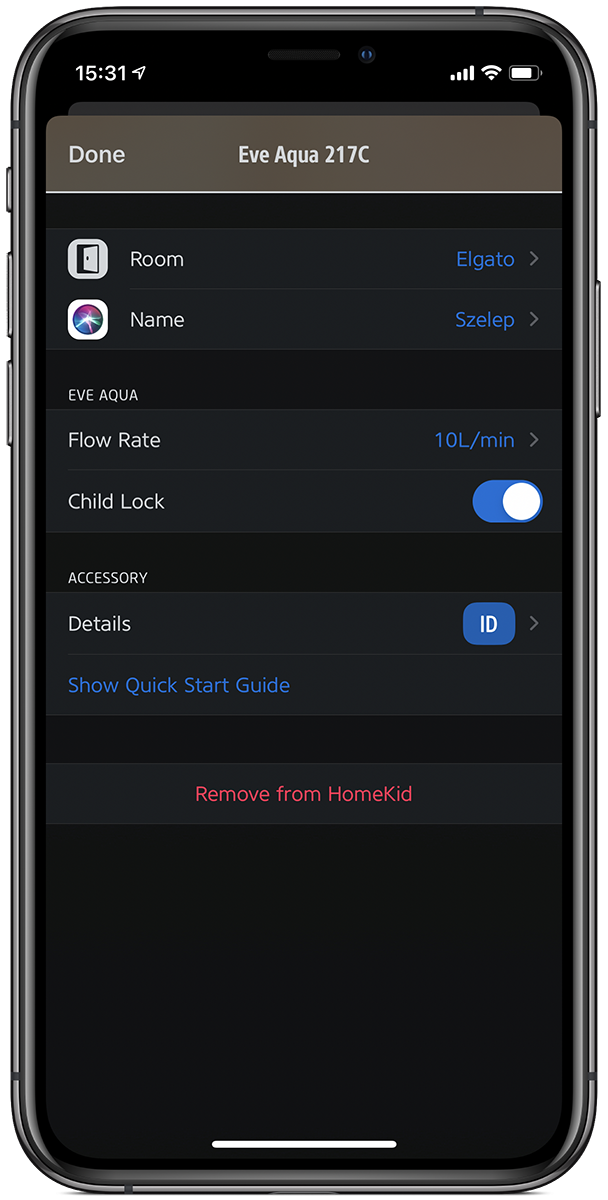 15:31
Done Eve Aqua 217C
Room Elgato
Name Szelep
EVE AQUA
Flow Rate 10L/min
Child Lock
ACCESSORY
Details ID
Show Quick Start Guide
Remove from HomeKid